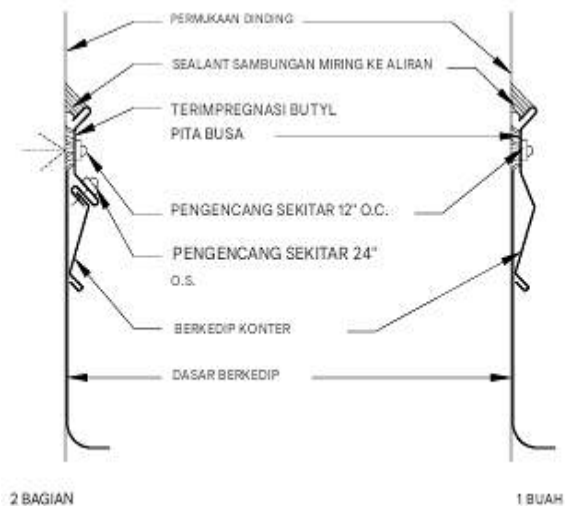 PERMUKAAN DINDING
SEALANT SAMBUNGAN MIRING KE ALIRAN
TERIMPREGNASI BUTYL
PITA BUSA
PENGENCANG SEKITAR 12" O.C.
PENGENCANG SEKITAR 24"
O.S.
BERKEDIP KONTER
DASAR BERKEDIP
2 BAGIAN
1 BUAH